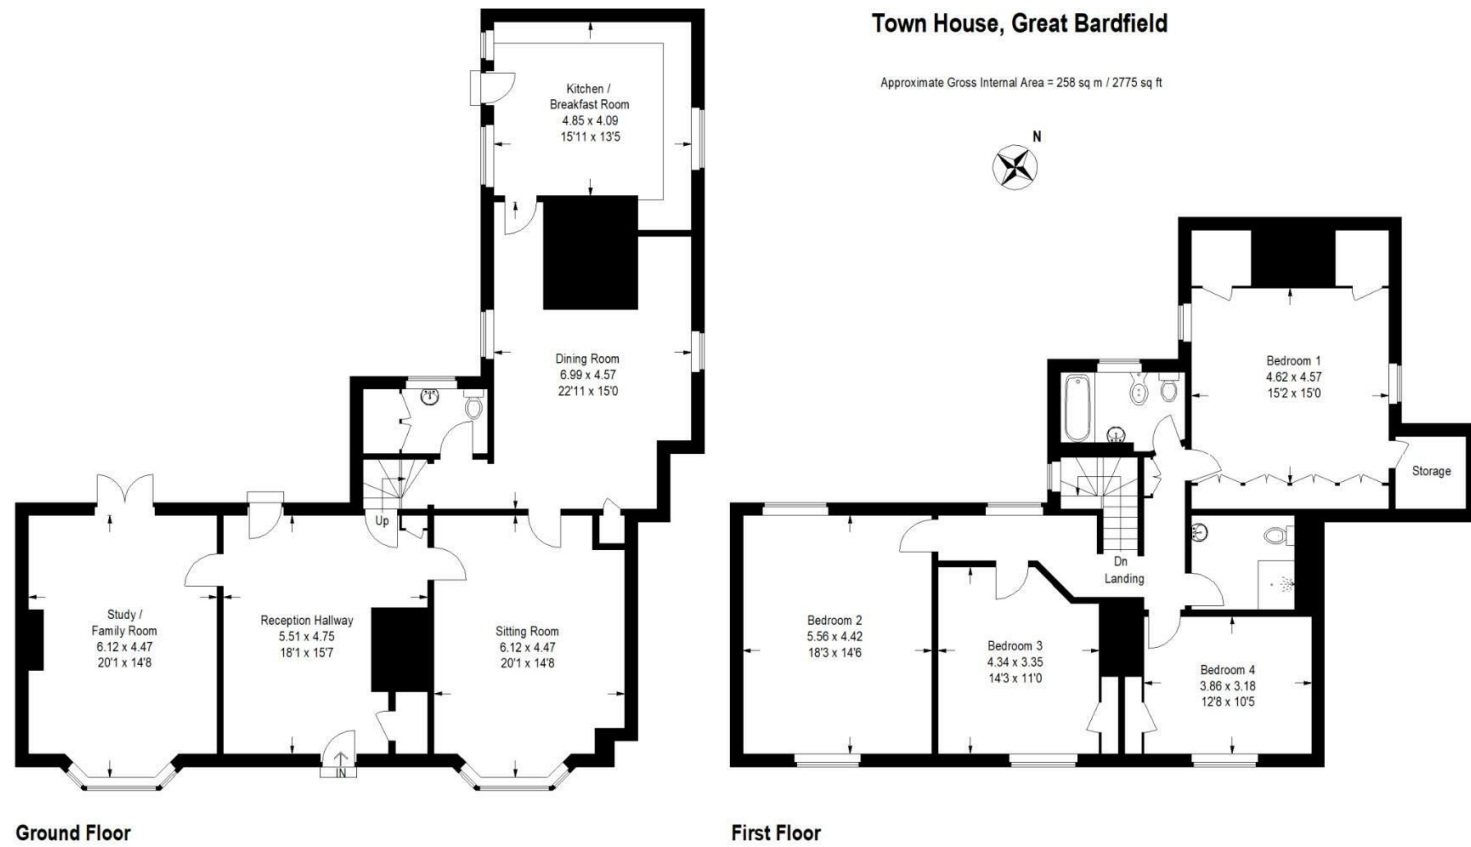 Town House, Great Bardfield
Approximate Gross Internal Area = 258 sq m / 2775 sq ft
N
Kitchen /
Breakfast Room
4.85 x 4.09
15'11 x 13'5
Dining Room
6.99 x 4.57
22'11 x 15'0
Up
Study /
Family Room
6.12 x 4.47
20'1 x 14'8
Reception Hallway
5.51 x 4.75
18'1 x 15'7
Sitting Room
6.12 x 4.47
20'1 x 14'8
IN
Ground Floor
Bedroom 1
4.62 x 4.57
15'2 x 15'0
Storage
Dn
Landing
Bedroom 2
5.56 x 4.42
18'3 x 14'6
Bedroom 3
4.34 x 3.35
14'3 x 11'0
Bedroom 4
3.86 x 3.18
12'8 x 10'5
First Floor